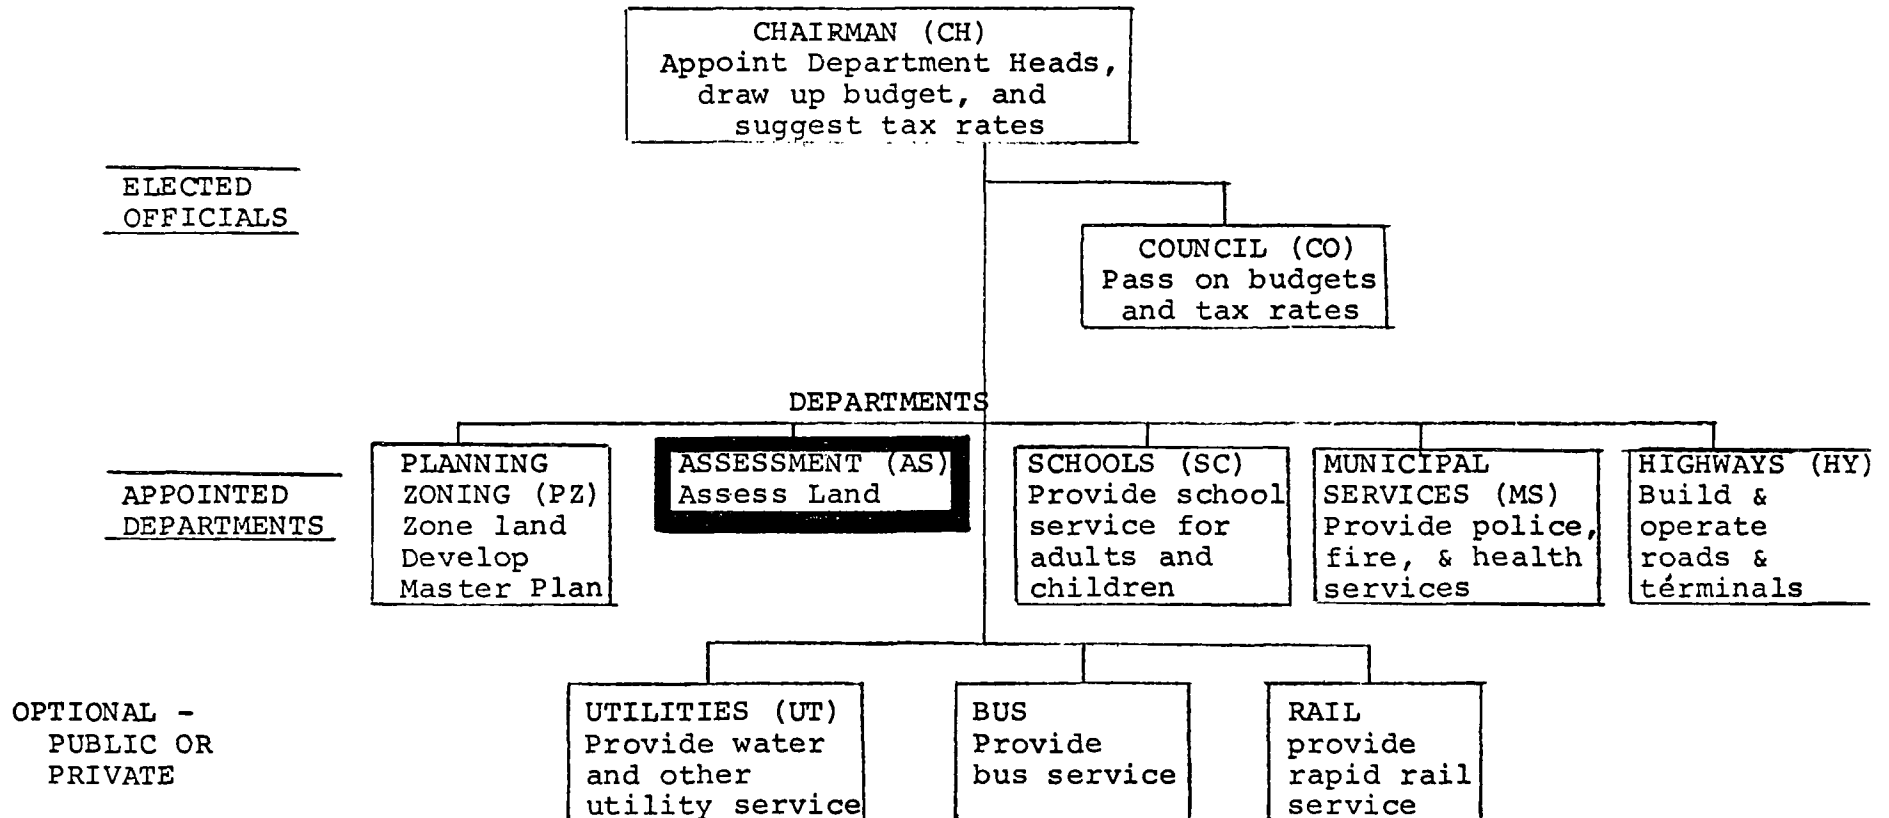 CHAIRMAN (CH)
Appoint Department Heads,
draw up budget, and
suggest tax rates
ELECTED
OFFICIALS
COUNCIL (CO)
Pass on budgets
and tax rates
DEPARTMENTS
APPOINTED
DEPARTMENTS
PLANNING
ZONING (PZ)
Zone land
Develop
Master Plan
ASSESSMENT (AS)
Assess Land
SCHOOLS (SC)
Provide school
service for
adults and
children
MUNICIPAL
SERVICES (MS)
Provide police,
fire, & health
services
HIGHWAYS (HY)
Build &
operate
roads &
términals
OPTIONAL -
PUBLIC OR
PRIVATE
UTILITIES (UT)
Provide water
and other
utility service
BUS
Provide
bus service
RAIL
provide
rapid rail
service